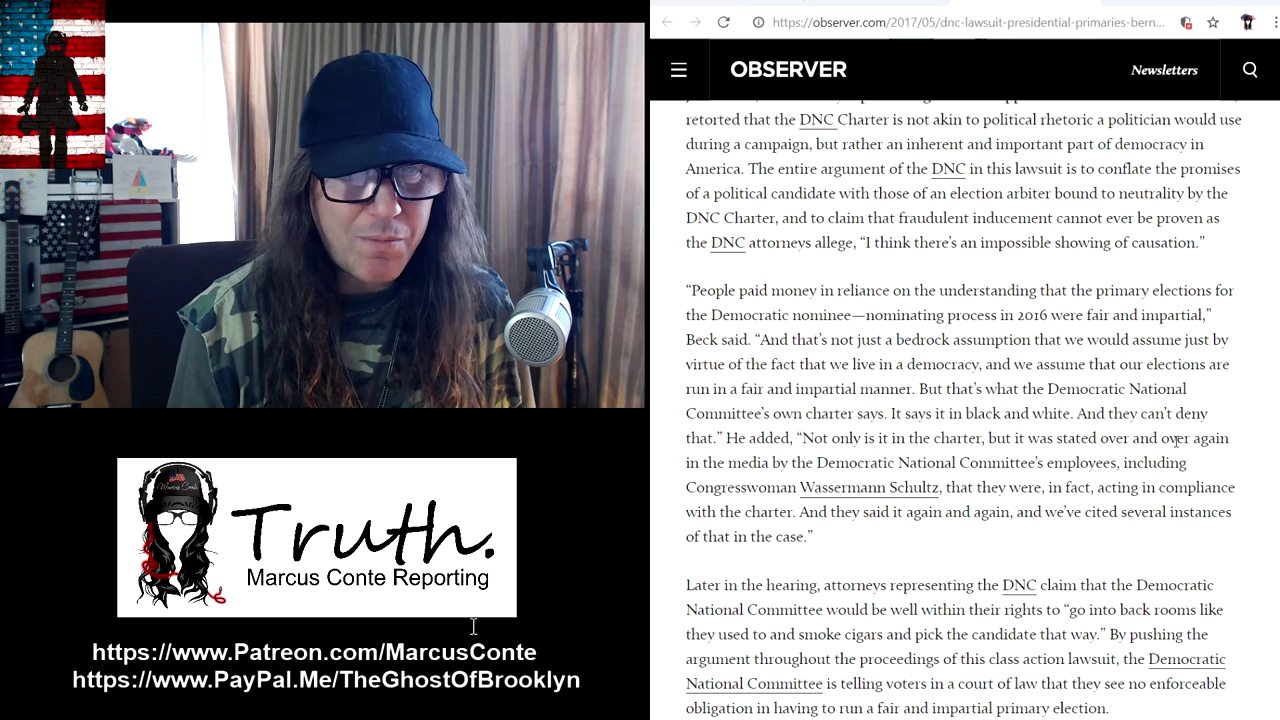 https://observer.com/2017/05/dnc-lawsuit-presidential-primaries-bern...
OBSERVER
Newsletters
retorted that the DNC Charter is not akin to political rhetoric a politician would use
during a campaign, but rather an inherent and important part of democracy in
America. The entire argument of the DNC in this lawsuit is to conflate the promises
of a political candidate with those of an election arbiter bound to neutrality by the
DNC Charter, and to claim that fraudulent inducement cannot ever be proven as
the DNC attorneys allege, “I think there’s an impossible showing of causation.”
“People paid money in reliance on the understanding that the primary elections for
the Democratic nominee—nominating process in 2016 were fair and impartial,”
Beck said. “And that’s not just a bedrock assumption that we would assume just by
virtue of the fact that we live in a democracy, and we assume that our elections are
run in a fair and impartial manner. But that’s what the Democratic National
Committee’s own charter says. It says it in black and white. And they can’t deny
that.” He added, “Not only is it in the charter, but it was stated over and over again
in the media by the Democratic National Committee’s employees, including
Congresswoman Wassermann Schultz, that they were, in fact, acting in compliance
with the charter. And they said it again and again, and we’ve cited several instances
of that in the case.”
Later in the hearing, attorneys representing the DNC claim that the Democratic
National Committee would be well within their rights to “go into back rooms like
they used to and smoke cigars and pick the candidate that way.” By pushing the
argument throughout the proceedings of this class action lawsuit, the Democratic
National Committee is telling voters in a court of law that they see no enforceable
obligation in having to run a fair and impartial primary election.
Truth.
Marcus Conte Reporting
https://www.Patreon.com/MarcusConte
https://www.PayPal.Me/TheGhostOfBrooklyn